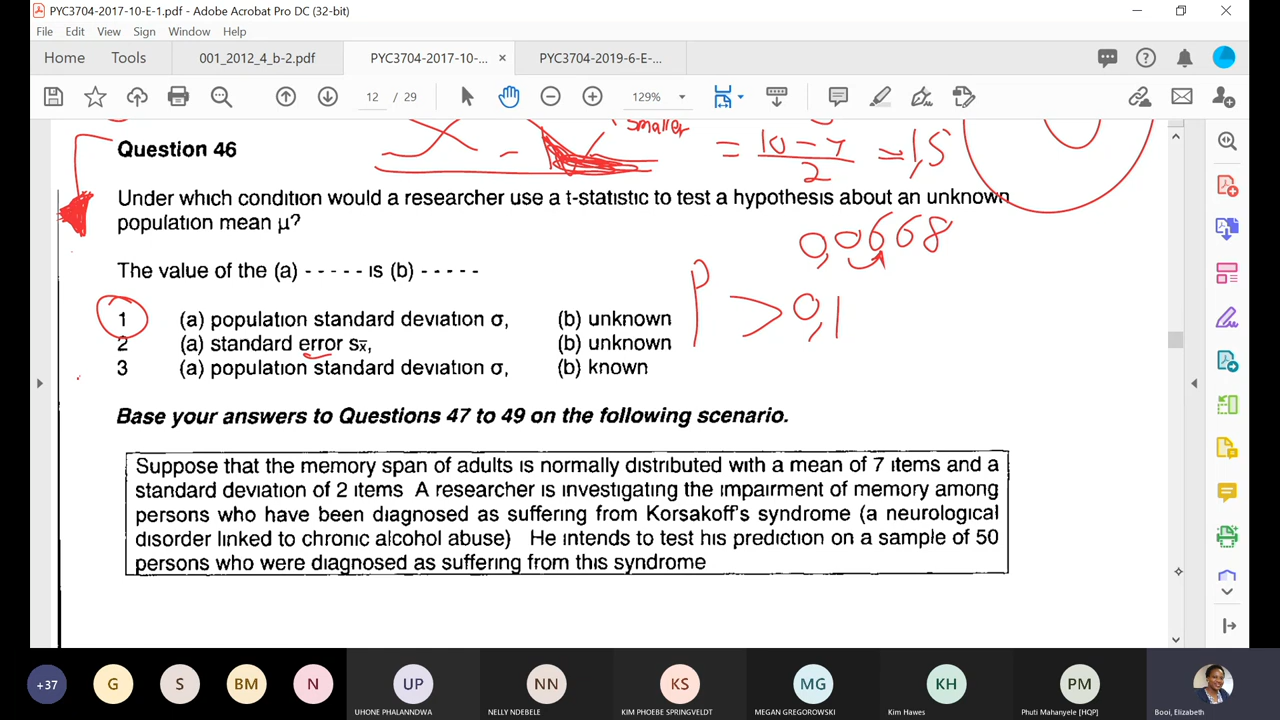 PYC3704-2017-10-E-1.pdf - Adobe Acrobat Pro DC (32-bit)
File Edit View Sign Window Help
Home Tools 001_2012_4_b-2.pdf PYC3704-2017-10-... × PYC3704-2019-6-E-...
12 / 29 129%
smaller
= 10 - 7 / 2 = 1,5
Question 46
Under which condition would a researcher use a t-statistic to test a hypothesis about an unknown
population mean μ?
0,00668
The value of the (a) - - - - - is (b) - - - - -
P > 0,1
1 (a) population standard deviation σ, (b) unknown
2 (a) standard error sx̅, (b) unknown
3 (a) population standard deviation σ, (b) known
Base your answers to Questions 47 to 49 on the following scenario.
Suppose that the memory span of adults is normally distributed with a mean of 7 items and a
standard deviation of 2 items A researcher is investigating the impairment of memory among
persons who have been diagnosed as suffering from Korsakoff's syndrome (a neurological
disorder linked to chronic alcohol abuse) He intends to test his prediction on a sample of 50
persons who were diagnosed as suffering from this syndrome
+37 G S BM N UP NN KS MG KH PM
UHONE PHALANNDWA NELLY NDEBELE KIM PHOEBE SPRINGVELDT MEGAN GREGOROWSKI Kim Hawes Phuti Mahanyele [HQP] Booi, Elizabeth